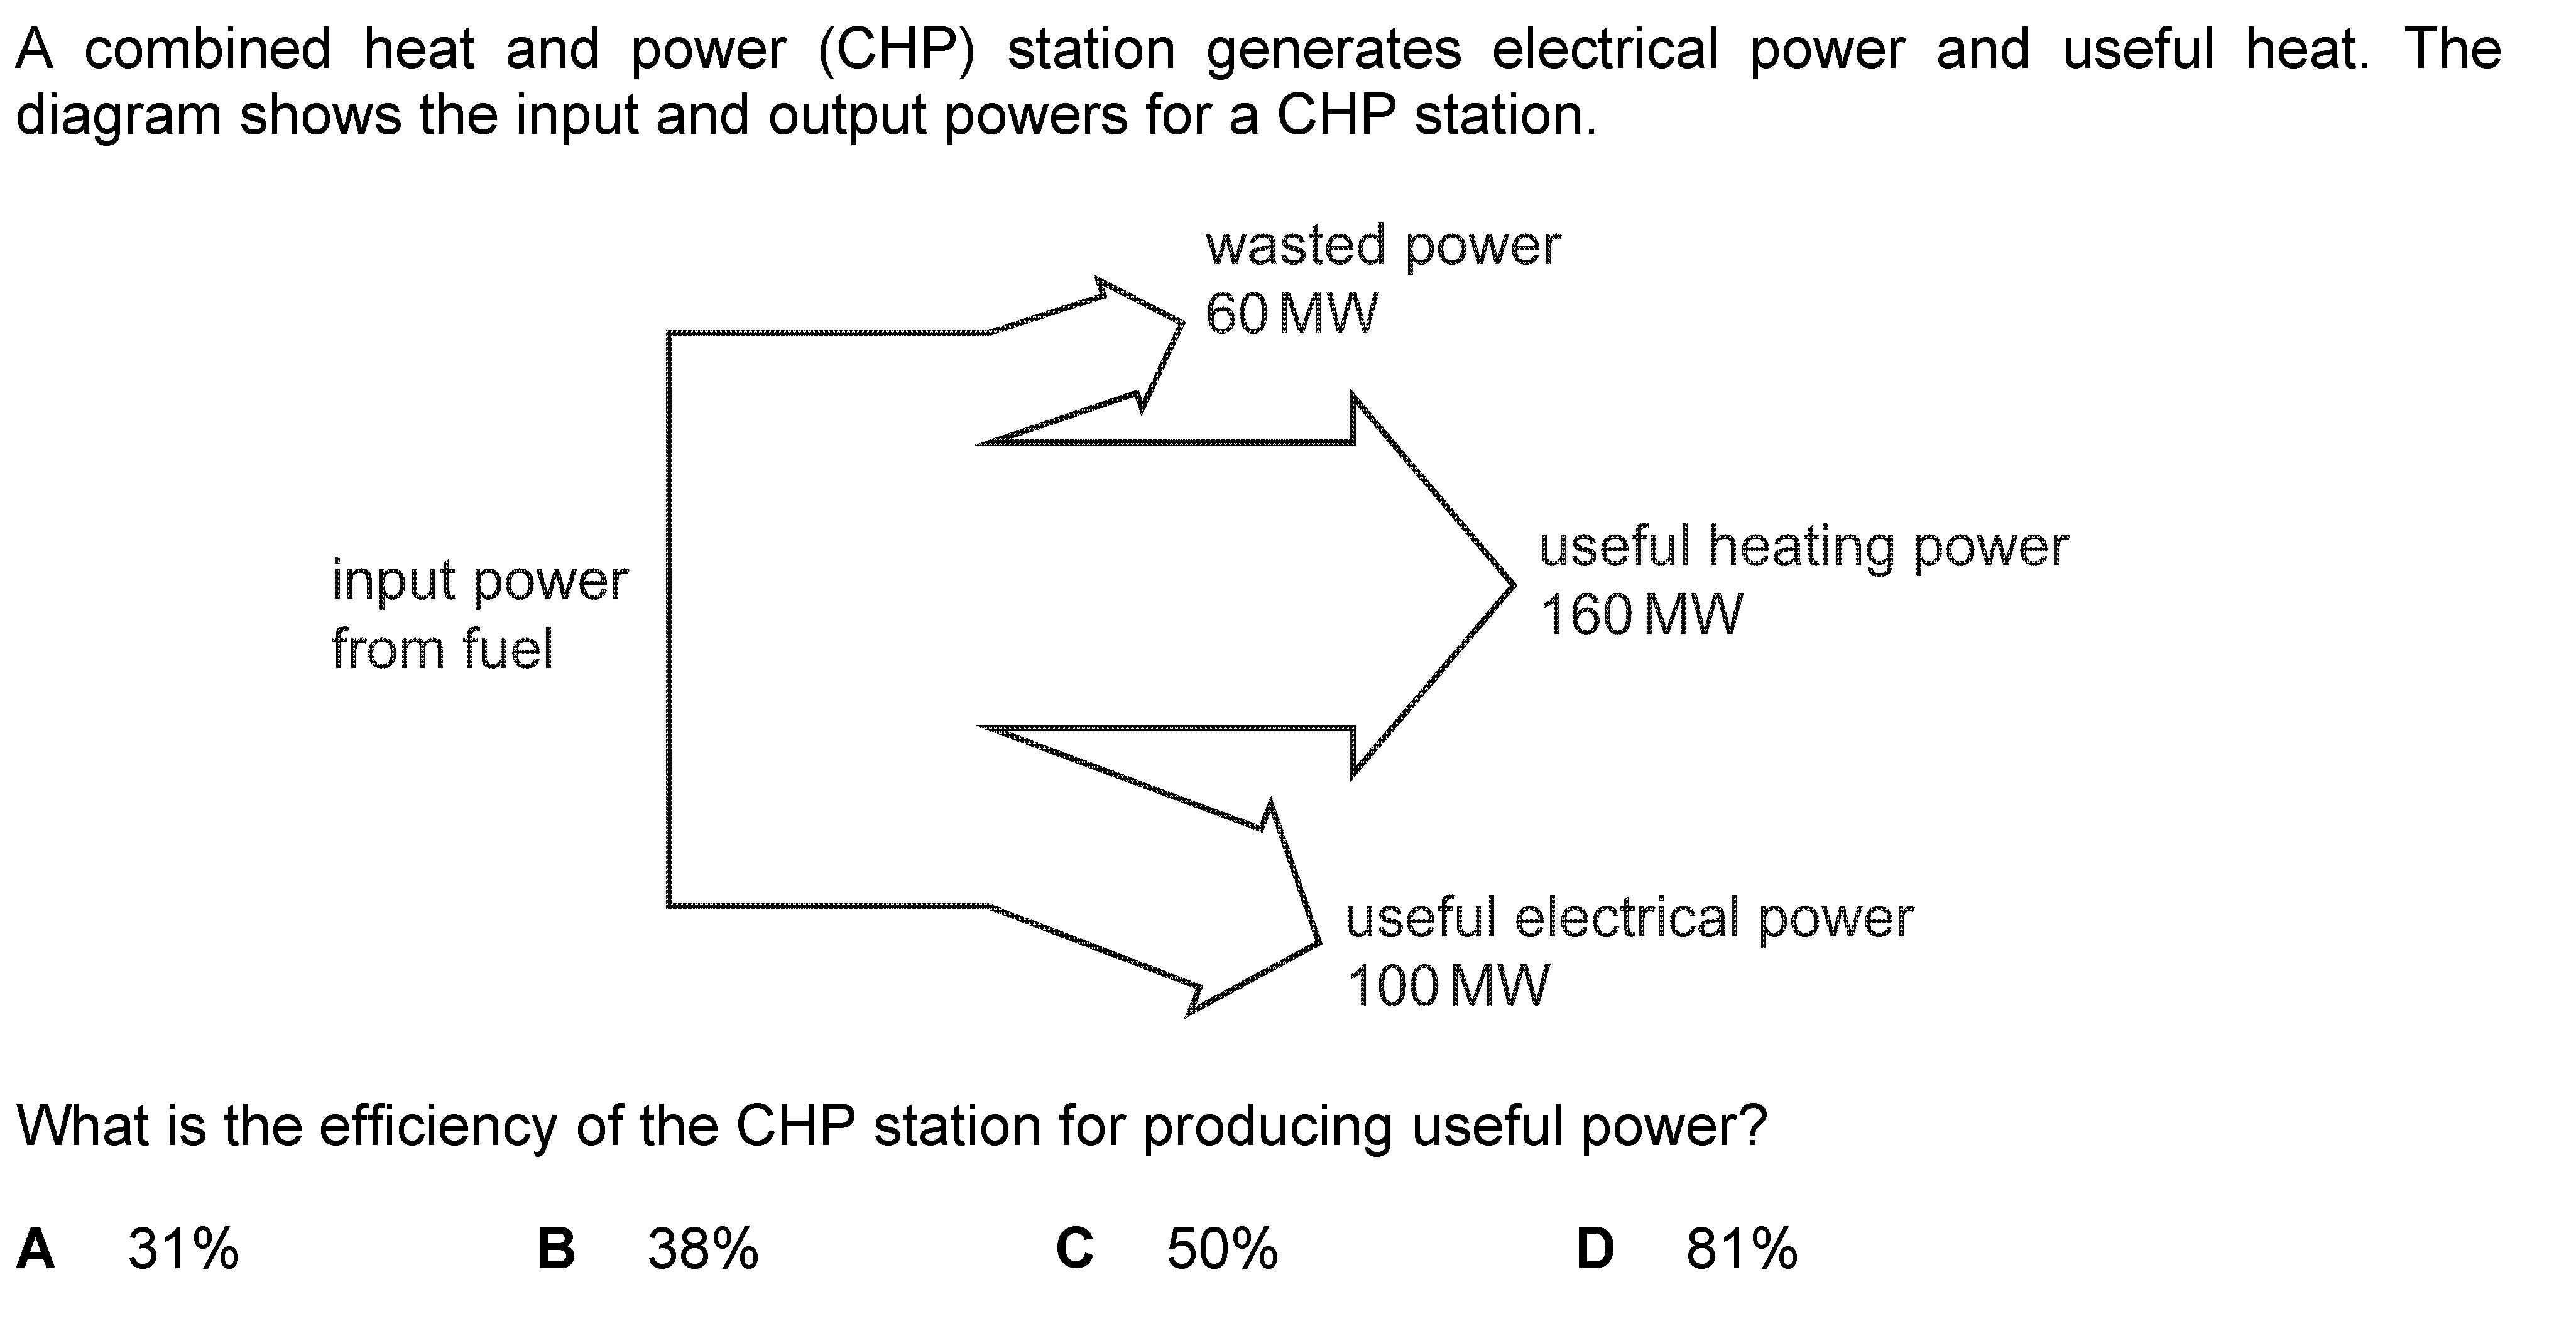 A combined heat and power (CHP) station generates electrical power and useful heat. The
diagram shows the input and output powers for a CHP station.
wasted power
60 MW
useful heating power
160 MW
input power
from fuel
useful electrical power
100 MW
What is the efficiency of the CHP station for producing useful power?
A 31% B 38% C 50% D 81%